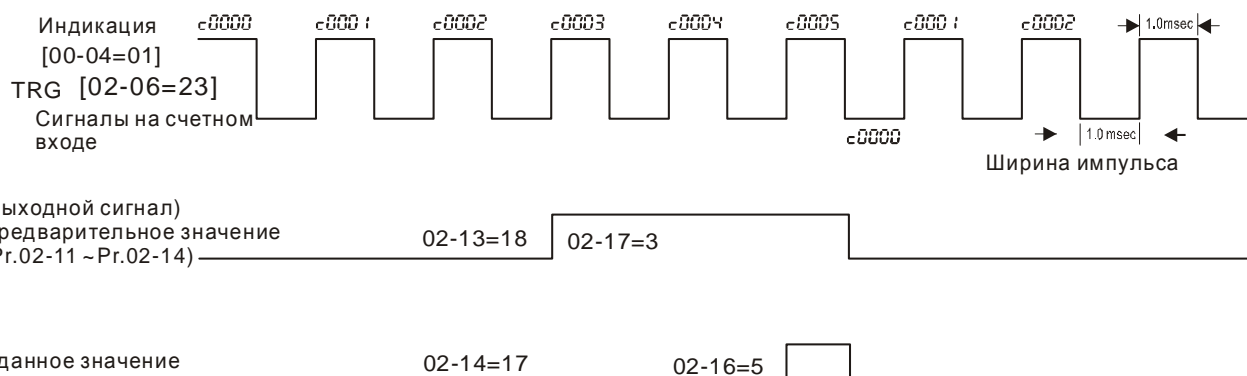 Индикация c0000 c0001 c0002 c0003 c0004 c0005 c0001 c0002 1.0msec
[00-04=01]
TRG [02-06=23]
Сигналы на счетном
входе
c0000
1.0 msec
Ширина импульса
ыходной сигнал)
редварительное значение
02-13=18 02-17=3
Pr.02-11 ~Pr.02-14)
данное значение 02-14=17 02-16=5